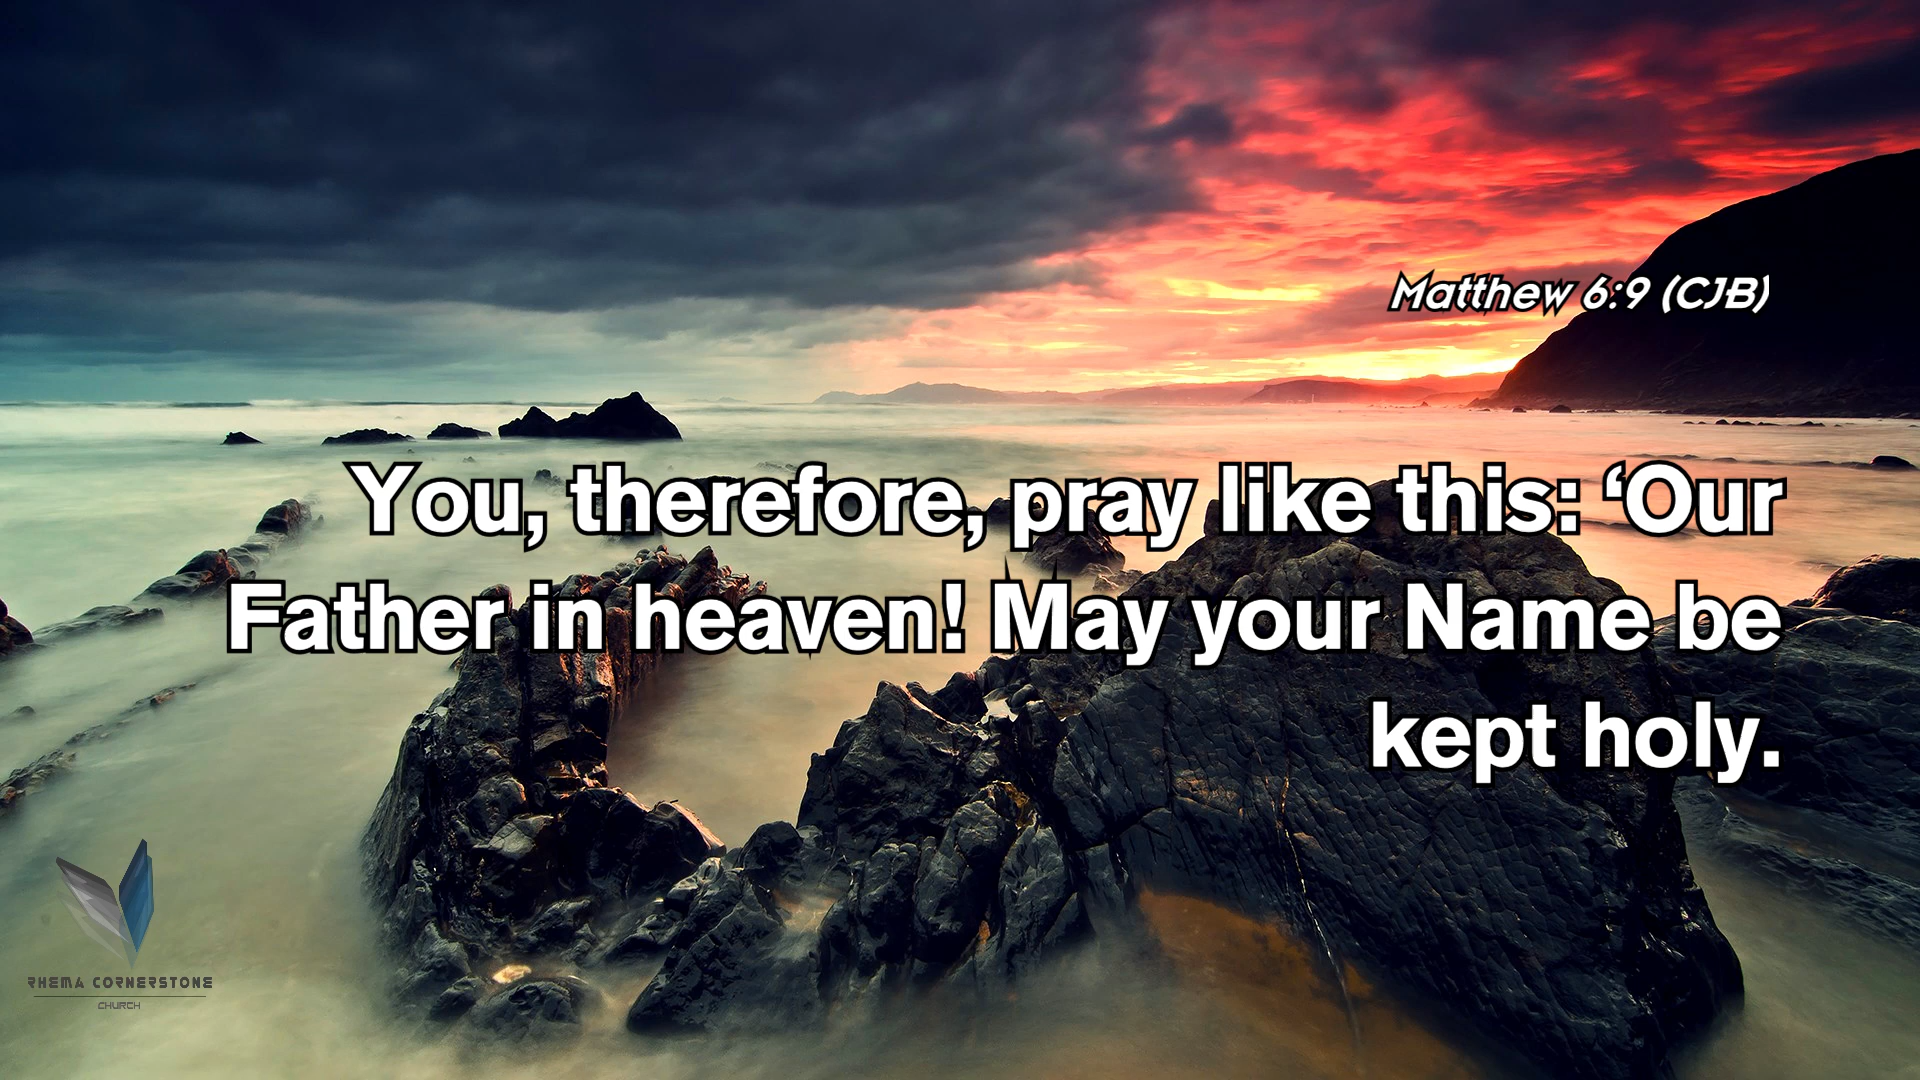 Matthew 6:9 (CJB)
You, therefore, pray like this: ‘Our
Father in heaven! May your Name be
kept holy.
RHEMA CORNERSTONE
CHURCH